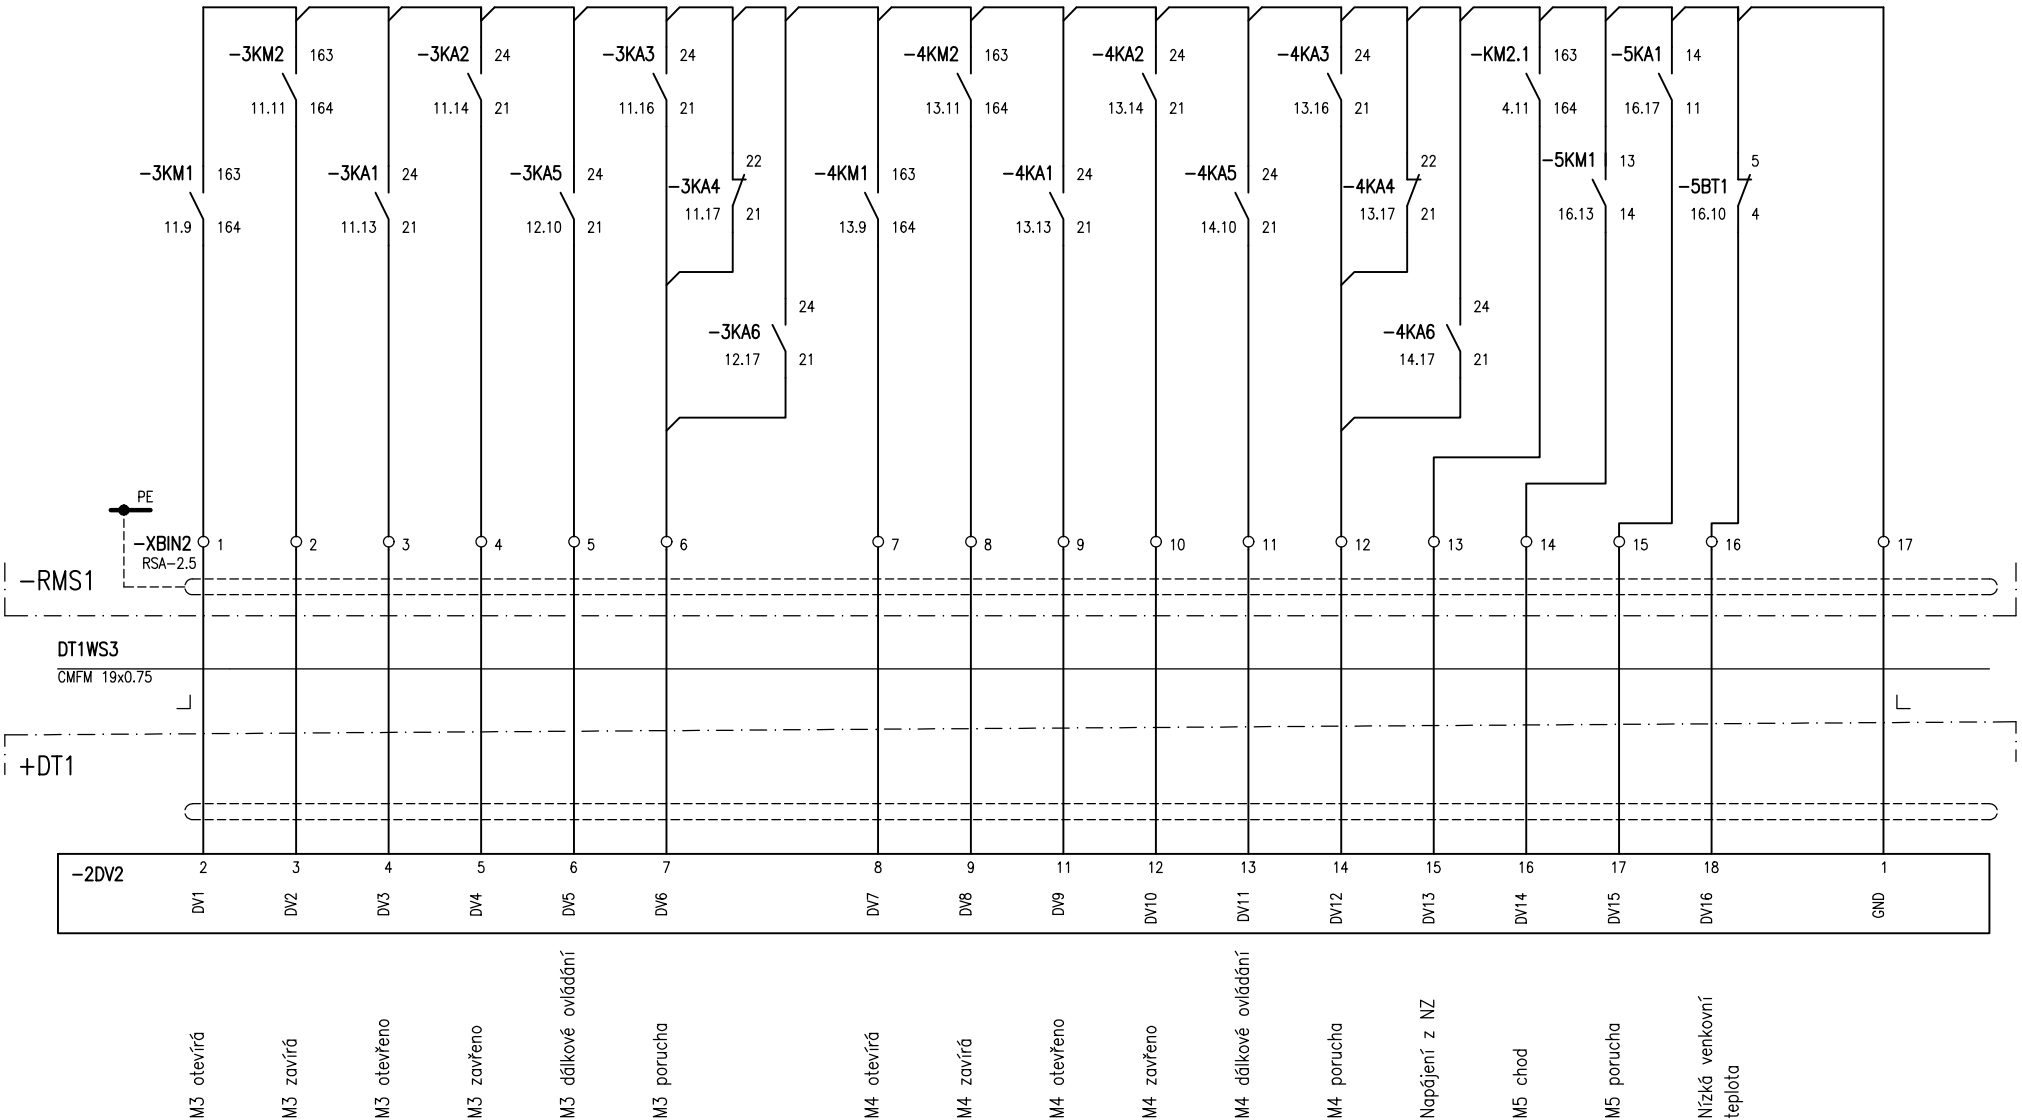 -3KM2 163
11.11 164
-3KA2 24
11.14 21
-3KA3 24
11.16 21
-4KM2 163
13.11 164
-4KA2 24
13.14 21
-4KA3 24
13.16 21
-KM2.1 163
4.11 164
-5KA1 14
16.17 11
-3KM1 163
11.9 164
-3KA1 24
11.13 21
-3KA5 24
12.10 21
22
-3KA4
11.17 21
-4KM1 163
13.9 164
-4KA1 24
13.13 21
-4KA5 24
14.10 21
22
-4KA4
13.17 21
-5KM1 13
16.13 14
5
-5BT1
16.10 4
24
-3KA6
12.17 21
24
-4KA6
14.17 21
PE
-XBIN2 1 2 3 4 5 6 7 8 9 10 11 12 13 14 15 16 17
RSA-2.5
-RMS1
DT1WS3
CMFM 19x0.75
+DT1
-2DV2
2 3 4 5 6 7 8 9 11 12 13 14 15 16 17 18 1
DV1
DV2
DV3
DV4
DV5
DV6
DV7
DV8
DV9
DV10
DV11
DV12
DV13
DV14
DV15
DV16
GND
M3 otevírá
M3 zavírá
M3 otevřeno
M3 zavřeno
M3 dálkové ovládání
M3 porucha
M4 otevírá
M4 zavírá
M4 otevřeno
M4 zavřeno
M4 dálkové ovládání
M4 porucha
Napájení z NZ
M5 chod
M5 porucha
Nízká venkovní
teplota